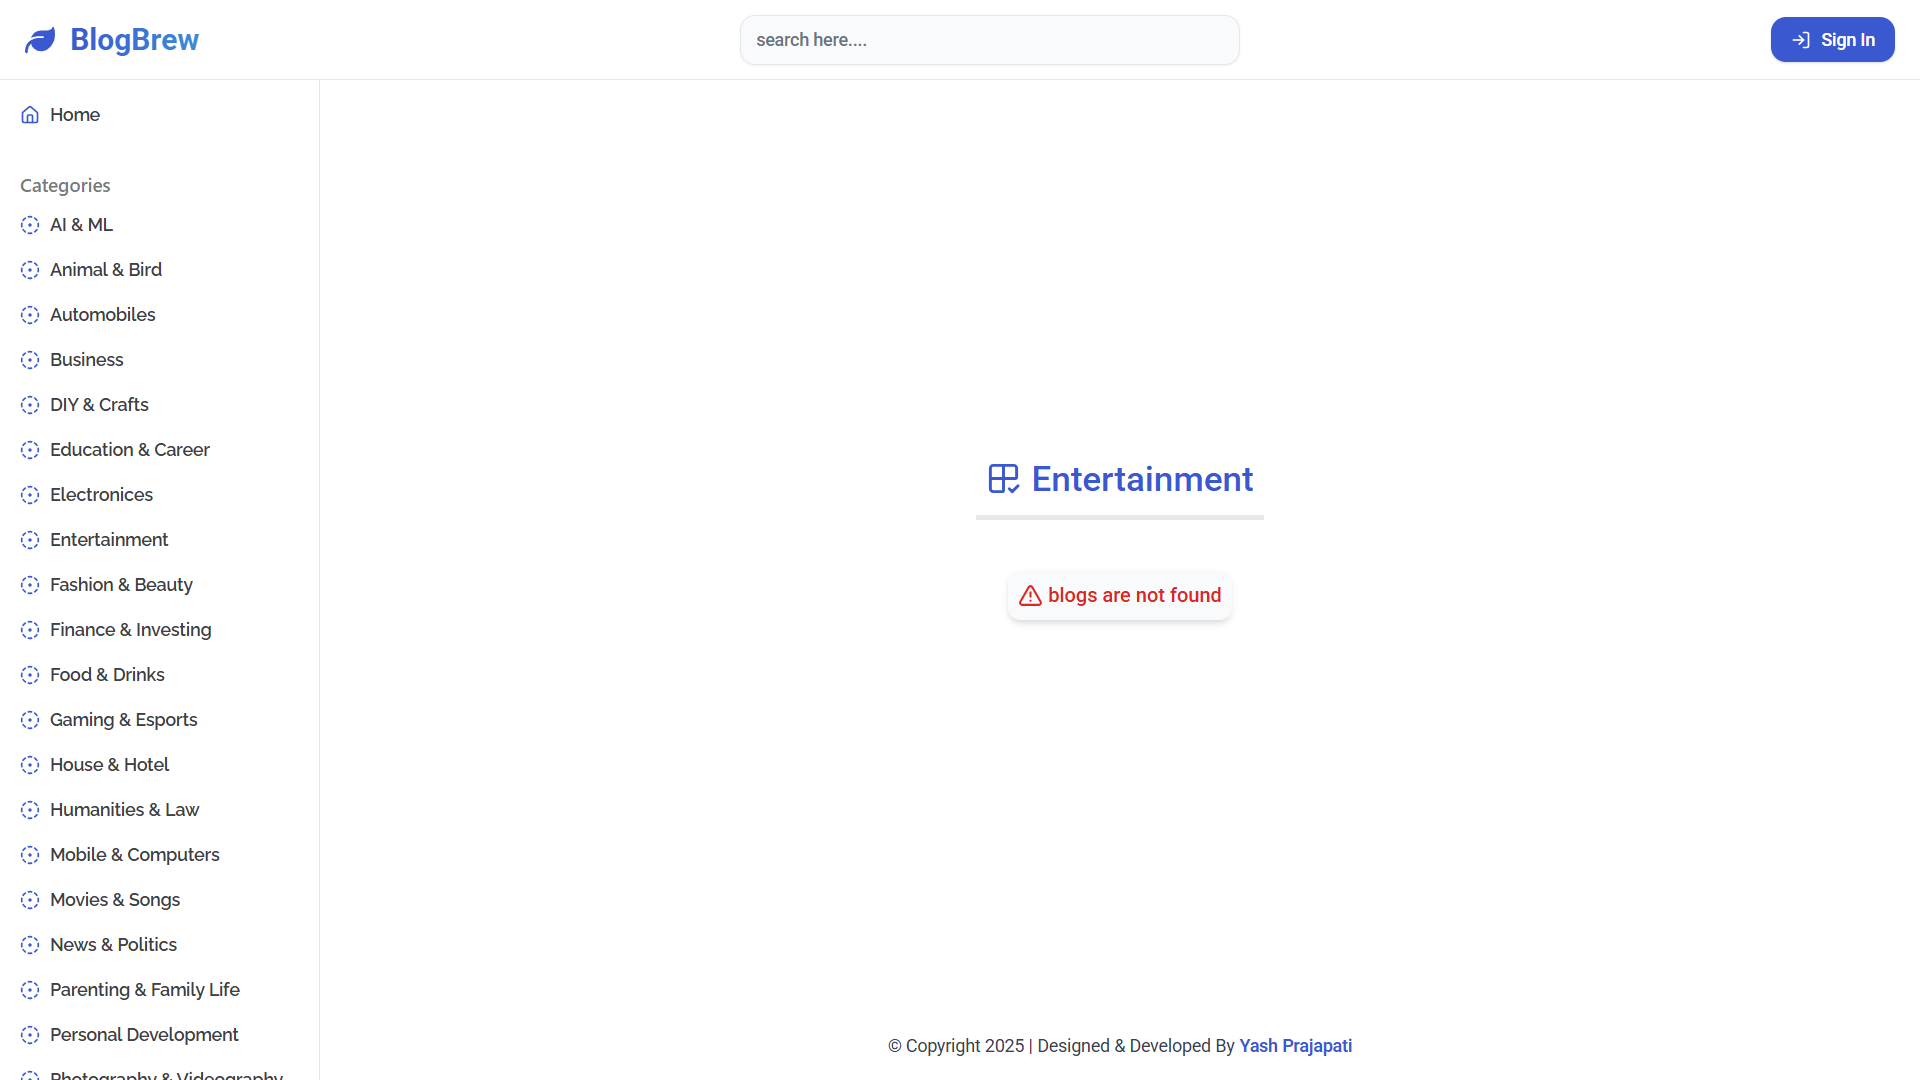 BlogBrew
search here....
Sign In
Home
Categories
AI & ML
Animal & Bird
Automobiles
Business
DIY & Crafts
Education & Career
Electronices
Entertainment
Fashion & Beauty
Finance & Investing
Food & Drinks
Gaming & Esports
House & Hotel
Humanities & Law
Mobile & Computers
Movies & Songs
News & Politics
Parenting & Family Life
Personal Development
Photography & Videography
Entertainment
blogs are not found
© Copyright 2025 | Designed & Developed By Yash Prajapati